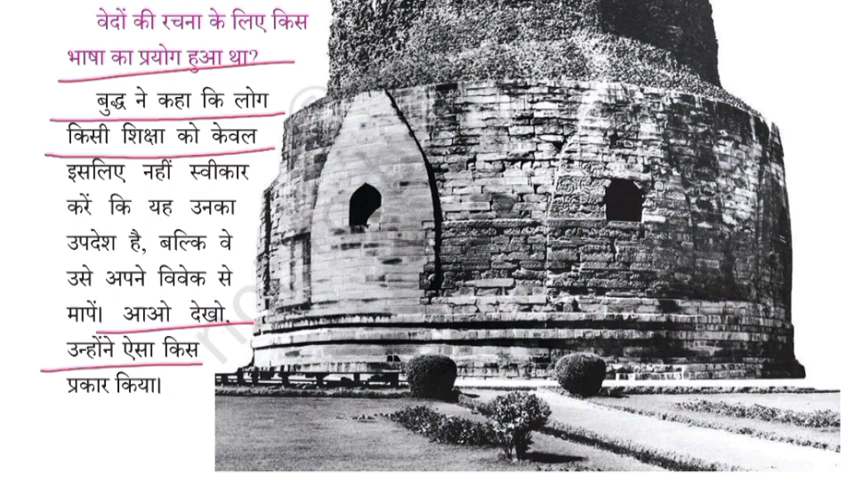 वेदों की रचना के लिए किस
भाषा का प्रयोग हुआ था?
बुद्ध ने कहा कि लोग
किसी शिक्षा को केवल
इसलिए नहीं स्वीकार
करें कि यह उनका
उपदेश है, बल्कि वे
उसे अपने विवेक से
मापें। आओ देखो,
उन्होंने ऐसा किस
प्रकार किया।